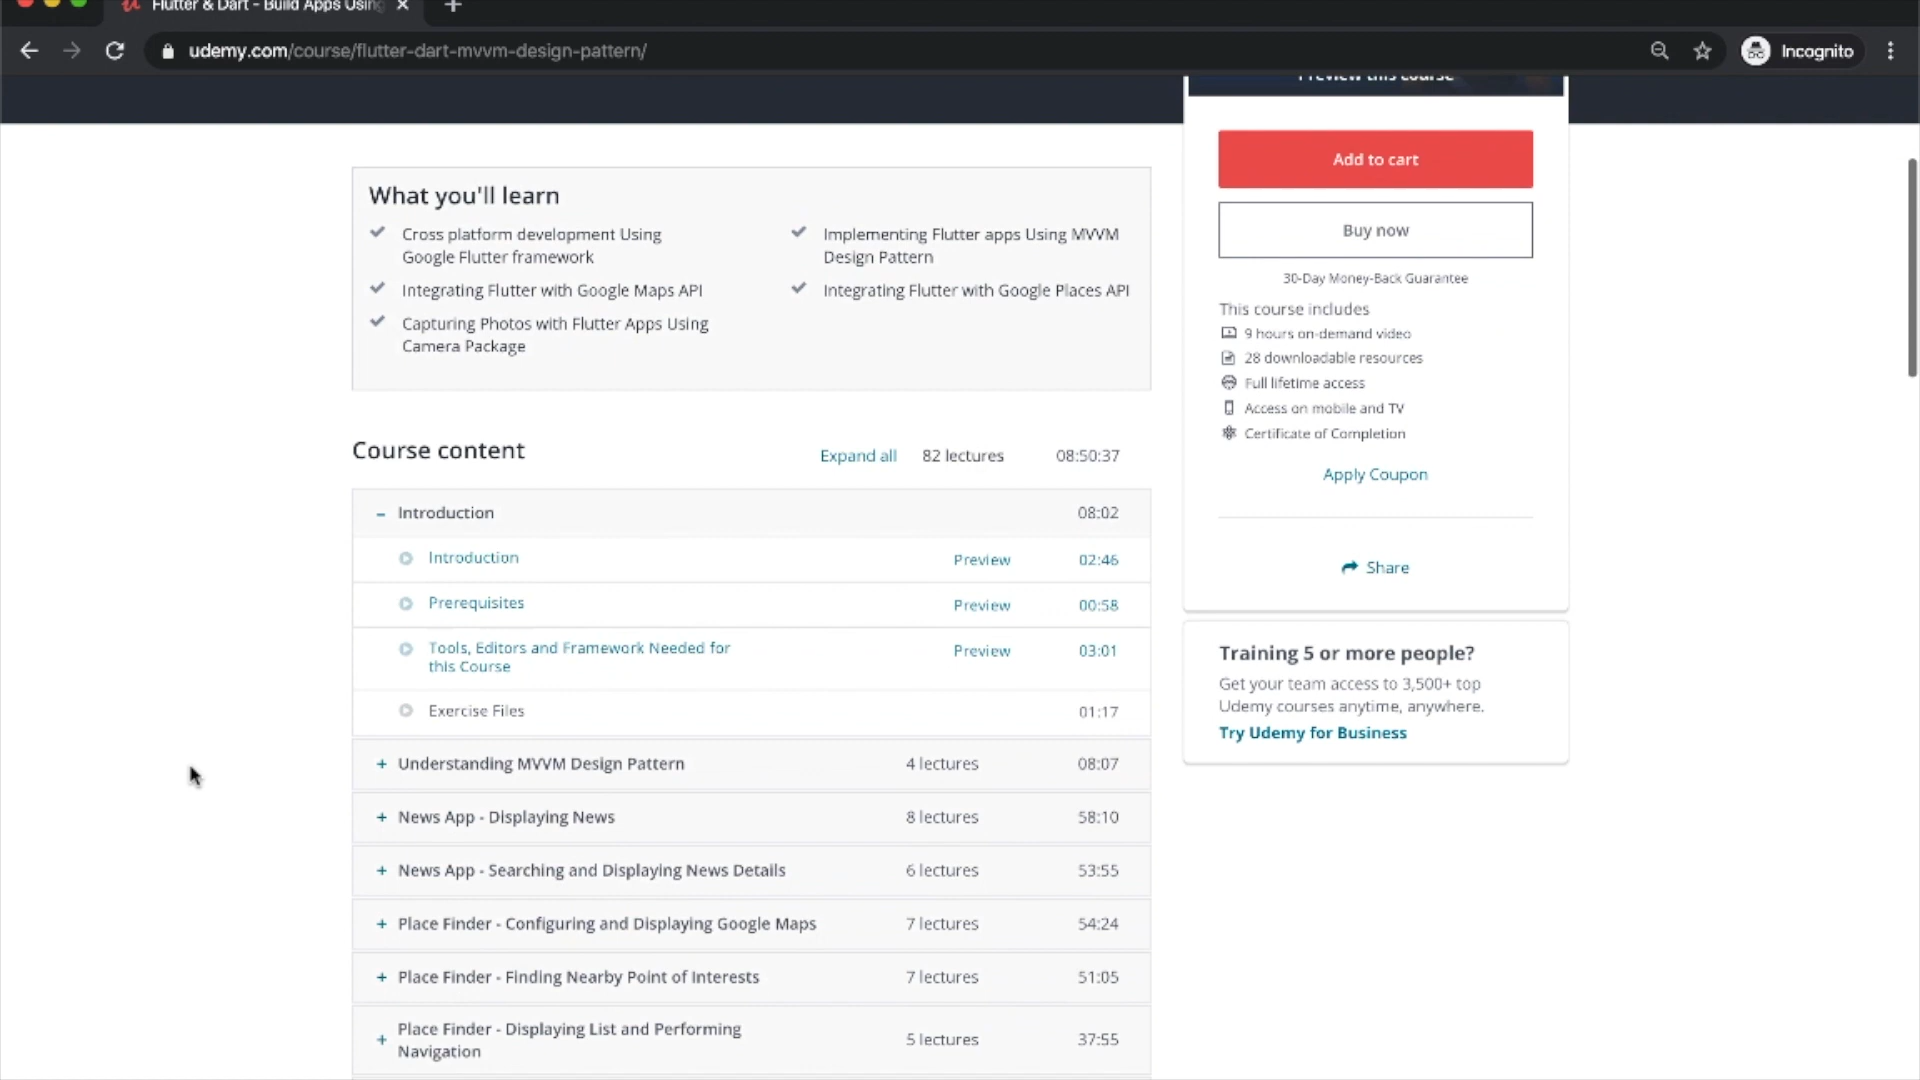 Flutter & Dart - Build Apps Using
udemy.com/course/flutter-dart-mvvm-design-pattern/
Incognito
Preview this course
Add to cart
Buy now
30-Day Money-Back Guarantee
This course includes
9 hours on-demand video
28 downloadable resources
Full lifetime access
Access on mobile and TV
Certificate of Completion
Apply Coupon
Share
Training 5 or more people?
Get your team access to 3,500+ top
Udemy courses anytime, anywhere.
Try Udemy for Business
What you'll learn
Cross platform development Using
Google Flutter framework
Implementing Flutter apps Using MVVM
Design Pattern
Integrating Flutter with Google Maps API
Integrating Flutter with Google Places API
Capturing Photos with Flutter Apps Using
Camera Package
Course content Expand all 82 lectures 08:50:37
Introduction 08:02
Introduction Preview 02:46
Prerequisites Preview 00:58
Tools, Editors and Framework Needed for
this Course Preview 03:01
Exercise Files 01:17
Understanding MVVM Design Pattern 4 lectures 08:07
News App - Displaying News 8 lectures 58:10
News App - Searching and Displaying News Details 6 lectures 53:55
Place Finder - Configuring and Displaying Google Maps 7 lectures 54:24
Place Finder - Finding Nearby Point of Interests 7 lectures 51:05
Place Finder - Displaying List and Performing
Navigation 5 lectures 37:55